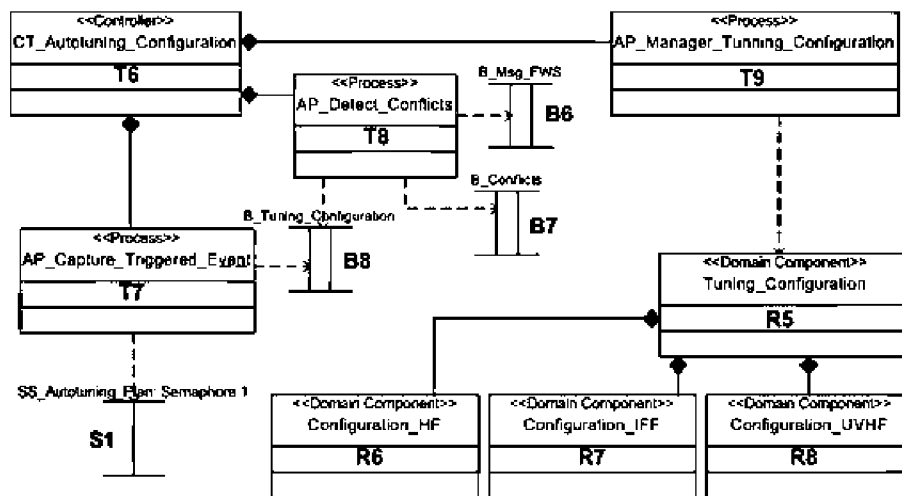 <<Controller>>
CT_Autotuning_Configuration
T6
<<Process>>
AP_Manager_Tunning_Configuration
T9
<<Process>>
AP_Detect_Conflicts
T8
B_Msg_FWS
B6
B_Conflicts
B7
B_Tuning_Configuration
B8
<<Process>>
AP_Capture_Triggered_Event
T7
<<Domain Component>>
Tuning_Configuration
R5
SS_Autotuning_Plan: Semaphore 1
S1
<<Domain Component>>
Configuration_HF
R6
<<Domain Component>>
Configuration_IFF
R7
<<Domain Component>>
Configuration_UVHF
R8